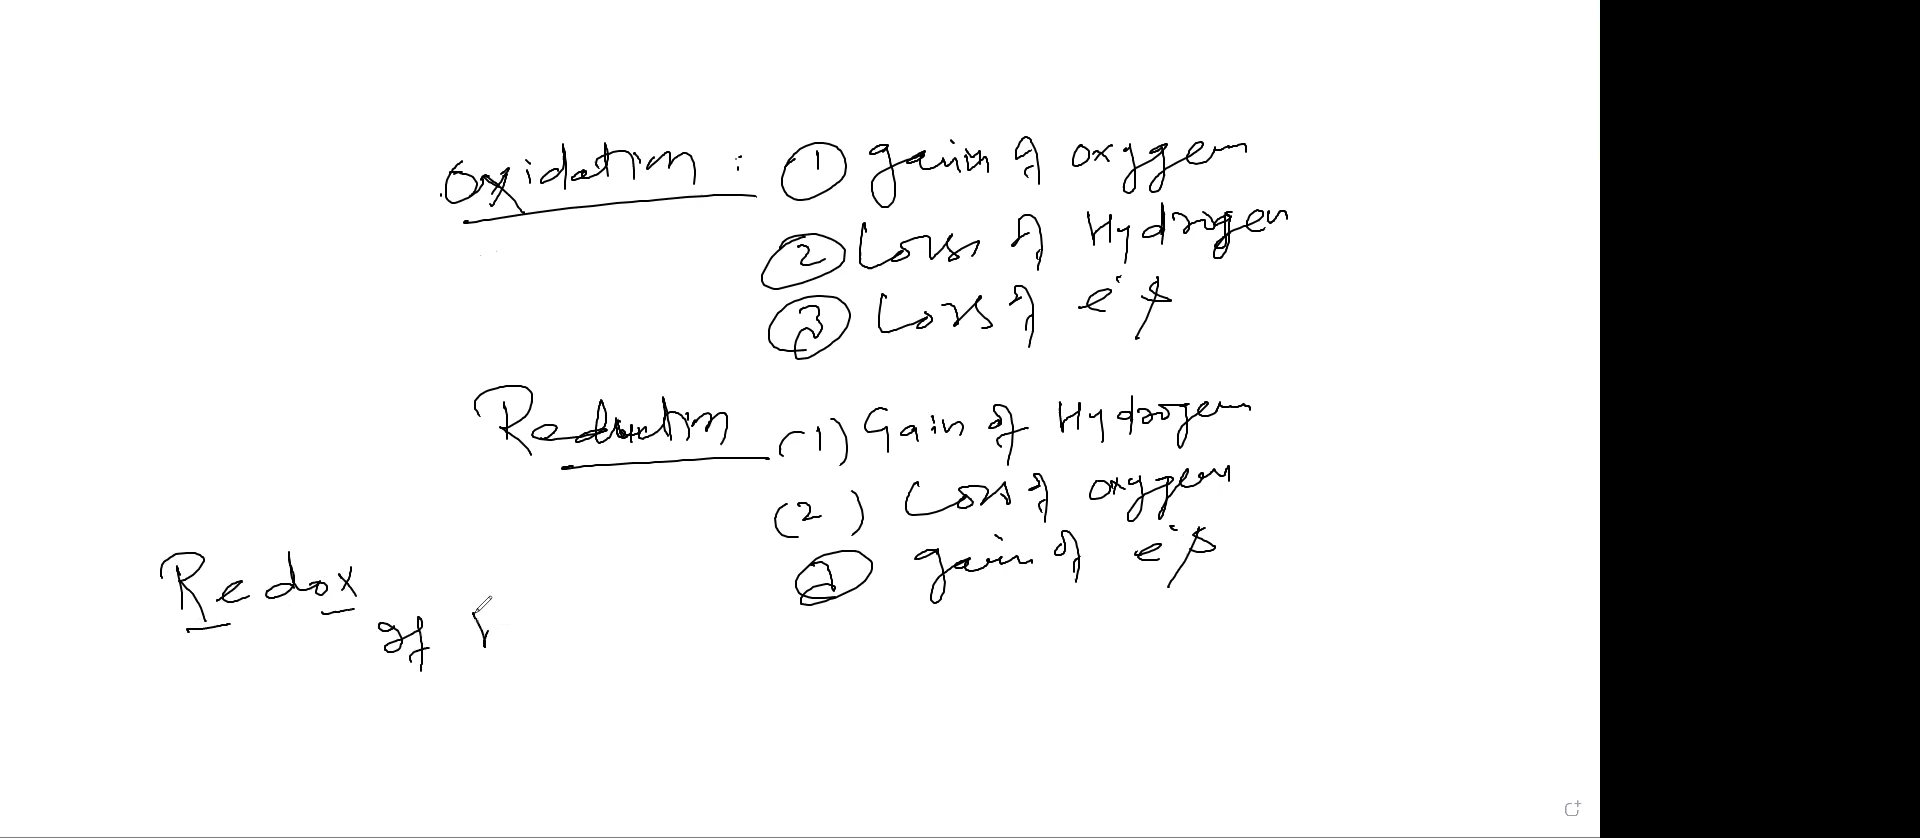 Oxidation : ① gain of oxygen
② Loss of Hydrogen
③ Loss of e's
Reduction (1) Gain of Hydrogen
(2) Loss of oxygen
gain of e's
Redox
If